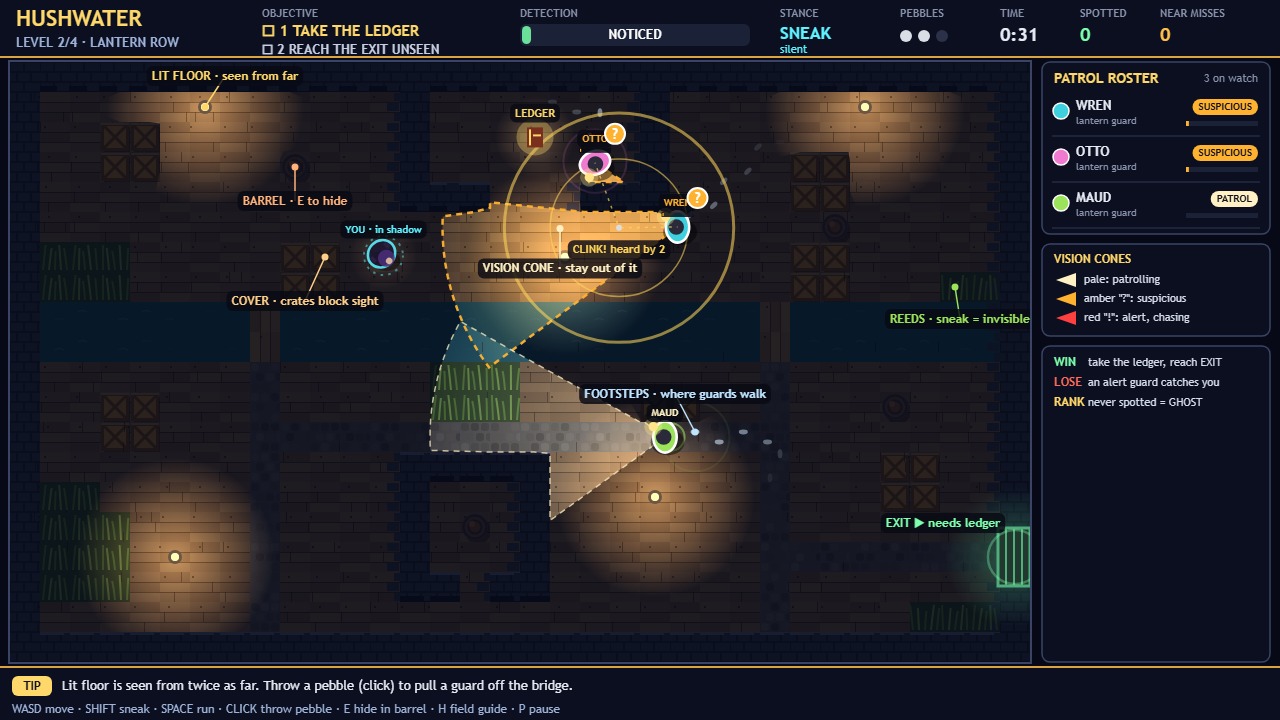 HUSHWATER
LEVEL 2/4 · LANTERN ROW
OBJECTIVE
1 TAKE THE LEDGER
2 REACH THE EXIT UNSEEN
DETECTION
NOTICED
STANCE
SNEAK
silent
PEBBLES
TIME
0:31
SPOTTED
0
NEAR MISSES
0
LIT FLOOR · seen from far
LEDGER
OTTO
?
BARREL · E to hide
WREN
?
YOU · in shadow
CLINK! heard by 2
VISION CONE · stay out of it
COVER · crates block sight
REEDS · sneak = invisible
FOOTSTEPS · where guards walk
MAUD
EXIT ▶ needs ledger
PATROL ROSTER
3 on watch
WREN
SUSPICIOUS
lantern guard
OTTO
SUSPICIOUS
lantern guard
MAUD
PATROL
lantern guard
VISION CONES
pale: patrolling
amber "?": suspicious
red "!": alert, chasing
WIN take the ledger, reach EXIT
LOSE an alert guard catches you
RANK never spotted = GHOST
TIP Lit floor is seen from twice as far. Throw a pebble (click) to pull a guard off the bridge.
WASD move · SHIFT sneak · SPACE run · CLICK throw pebble · E hide in barrel · H field guide · P pause